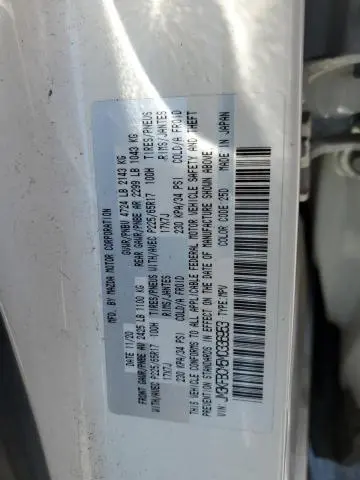 MFD. BY MAZDA MOTOR CORPORATION
DATE: 11/20 GVWR/PNBV 4724 LB 2143 KG
FRONT GAWR/PNBE AV 2425 LB 1100 KG REAR GAWR/PNBE AR 2299 LB 1043 KG
WITH/AVEC P225/65R17 100H TIRES/PNEUS WITH/AVEC P225/65R17 100H TIRES/PNEUS
17X7J RIMS/JANTES 17X7J RIMS/JANTES
230 KPA/34 PSI COLD/A FROID 230 KPA/34 PSI COLD/A FROID
THIS VEHICLE CONFORMS TO ALL APPLICABLE FEDERAL MOTOR VEHICLE SAFETY AND THEFT
PREVENTION STANDARDS IN EFFECT ON THE DATE OF MANUFACTURE SHOWN ABOVE.
VIN: TYPE:MPV COLOR CODE:25D MADE IN JAPAN